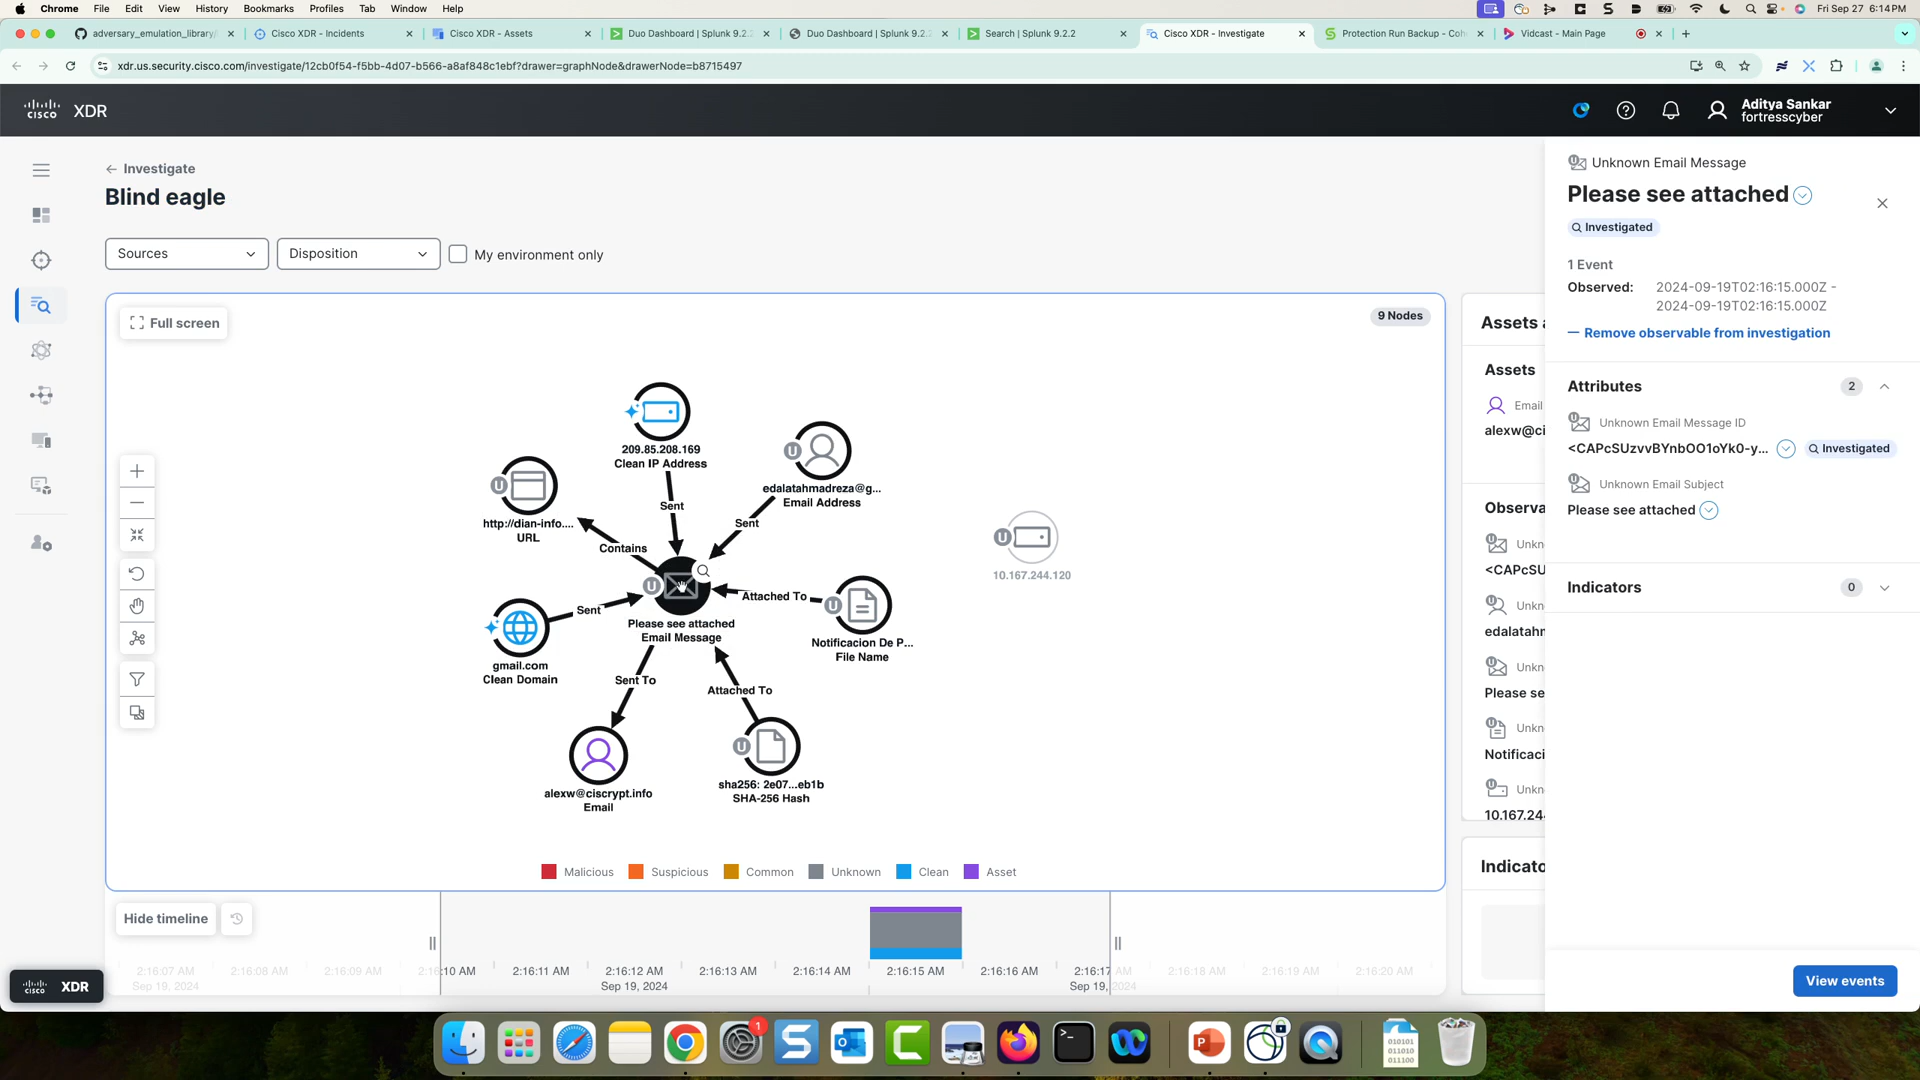 Chrome File Edit View History Bookmarks Profiles Tab Window Help
Fri Sep 27 6:14 PM
adversary_emulation_library/
Cisco XDR - Incidents
Cisco XDR - Assets
Duo Dashboard | Splunk 9.2.2
Duo Dashboard | Splunk 9.2.2
Search | Splunk 9.2.2
Cisco XDR - Investigate
Protection Run Backup - Coh
Vidcast - Main Page
xdr.us.security.cisco.com/investigate/12cb0f54-f5bb-4d07-b566-a8af848c1ebf?drawer=graphNode&drawerNode=b8715497
cisco XDR
Aditya Sankar
fortresscyber
Investigate
Blind eagle
Sources
Disposition
My environment only
Full screen
9 Nodes
209.85.208.169
Clean IP Address
U
edalatahmadreza@g...
Email Address
U
http://dian-info....
URL
Sent
Sent
Contains
U
10.167.244.120
U
Please see attached
Email Message
Attached To
U
Notificacion De P...
File Name
Sent
gmail.com
Clean Domain
Sent To
Attached To
alexw@ciscrypt.info
Email
U
sha256: 2e07...eb1b
SHA-256 Hash
Malicious
Suspicious
Common
Unknown
Clean
Asset
Hide timeline
2:16:07 AM
Sep 19, 2024
2:16:08 AM
2:16:09 AM
2:16:10 AM
2:16:11 AM
2:16:12 AM
Sep 19, 2024
2:16:13 AM
2:16:14 AM
2:16:15 AM
2:16:16 AM
2:16:17 AM
Sep 19, 2024
2:16:18 AM
2:16:19 AM
2:16:20 AM
cisco XDR
Assets
Assets
Email
alexw@ci
Observa
Unkn
<CAPcSU
Unkn
edalatahn
Unkn
Please se
Unkn
Notificaci
Unkn
10.167.24
Indicato
Unknown Email Message
Please see attached
Investigated
1 Event
Observed: 2024-09-19T02:16:15.000Z -
2024-09-19T02:16:15.000Z
Remove observable from investigation
Attributes
2
Unknown Email Message ID
<CAPcSUzvvBYnbOO1oYk0-y...
Investigated
Unknown Email Subject
Please see attached
Indicators
0
View events
1
010101
011010
011100